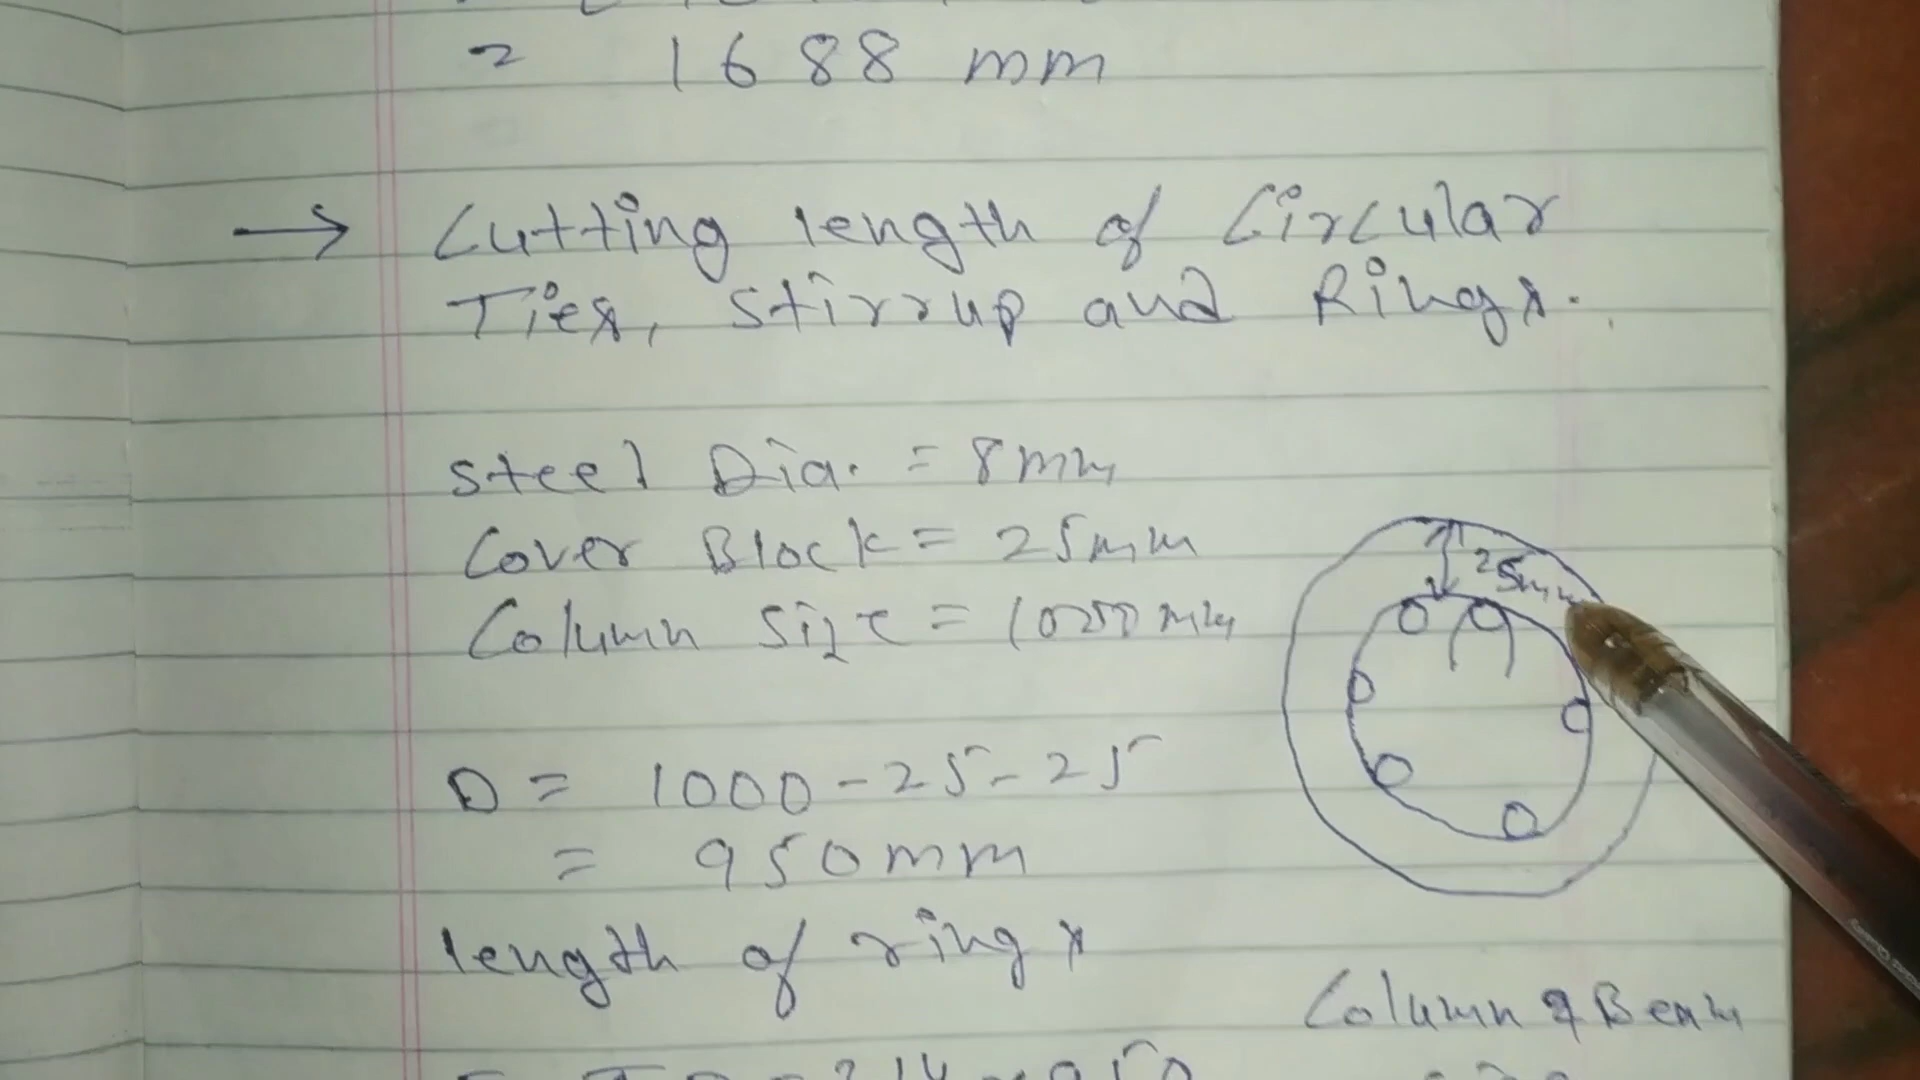 = 1688 mm
→ Cutting length of Circular
Ties, stirrup and Rings.
Steel Dia. = 8mm
Cover Block = 25mm
Column Size = 1000 mm
25mm
D = 1000 - 25 - 25
= 950mm
length of rings
Column & Beam